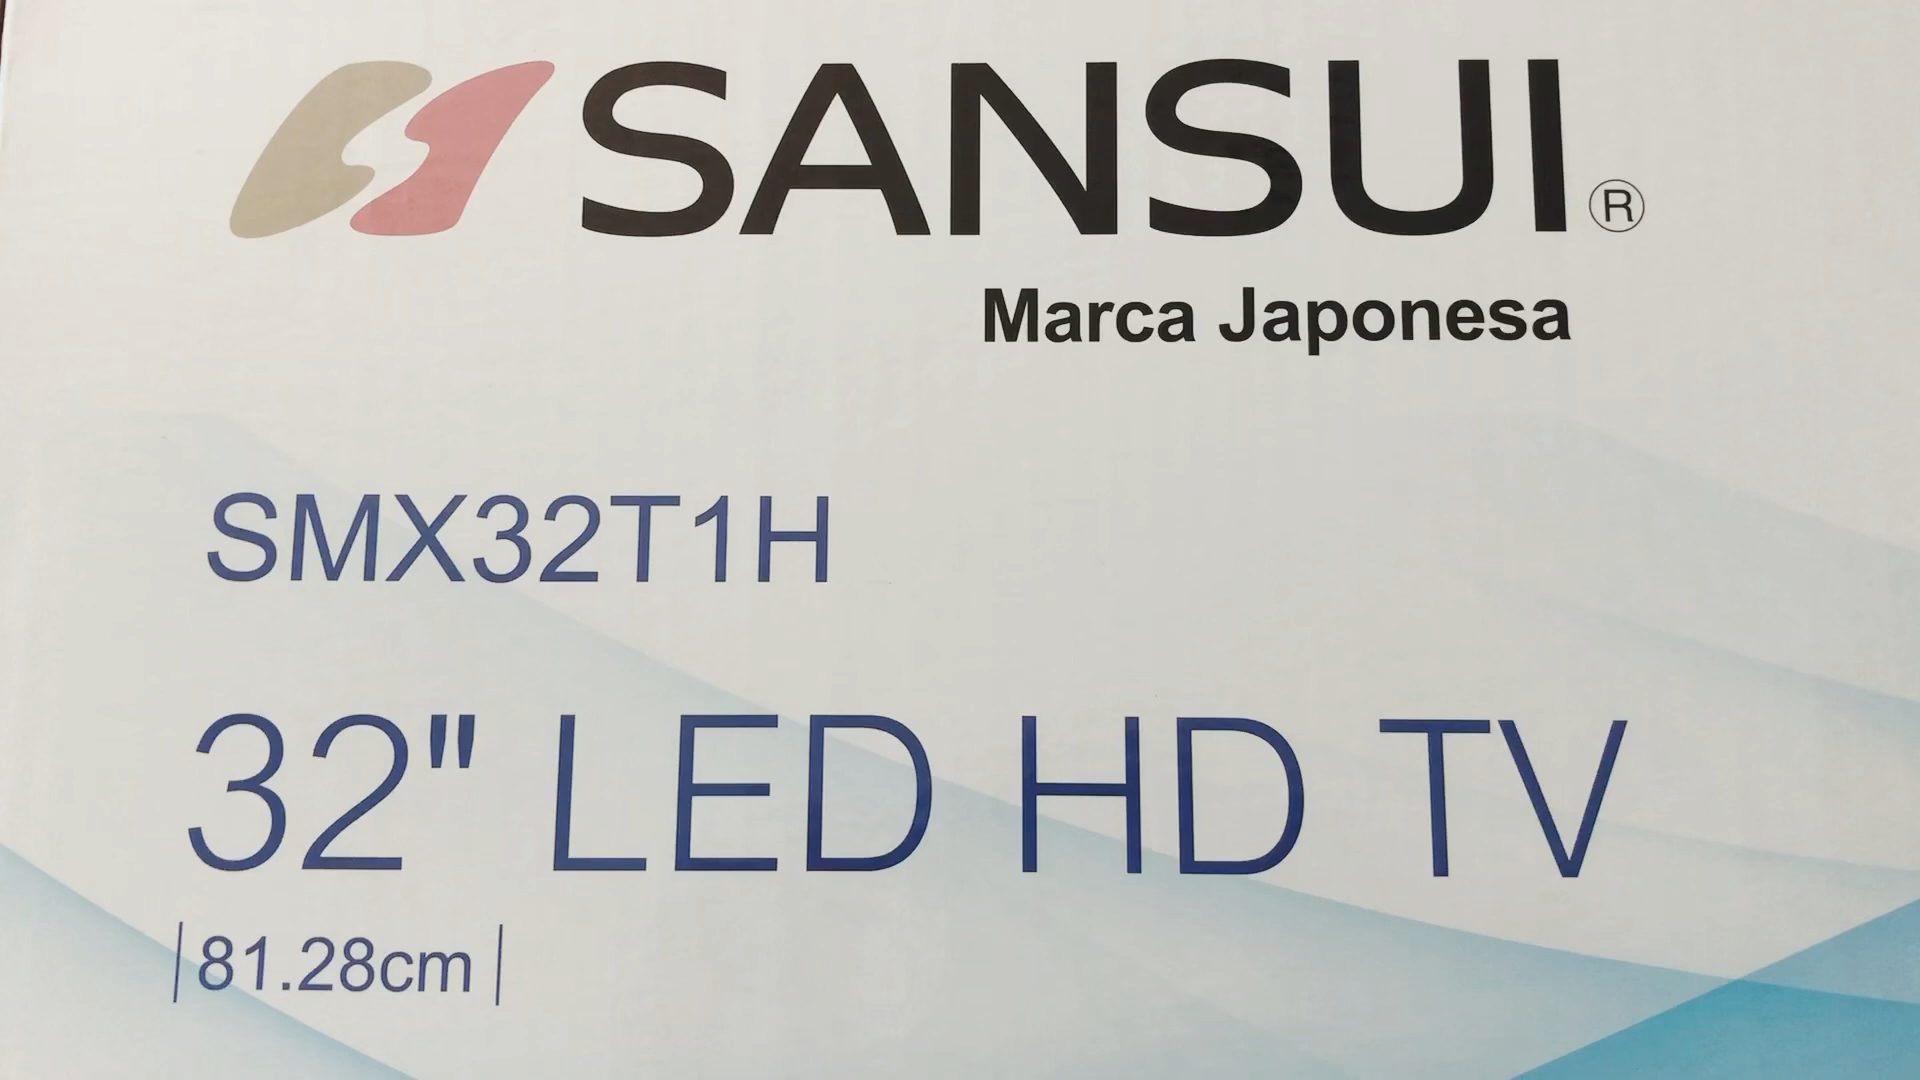 SANSUI®
Marca Japonesa
SMX32T1H
32" LED HD TV
|81.28cm|